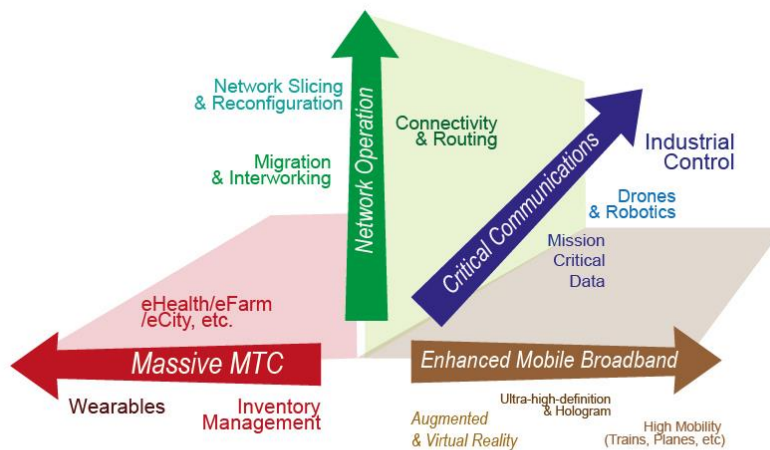 Network Slicing
& Reconfiguration
Migration
& Interworking
Network Operation
Connectivity
& Routing
Critical Communications
Industrial
Control
Drones
& Robotics
Mission
Critical
Data
eHealth/eFarm
/eCity, etc.
Massive MTC
Wearables
Inventory
Management
Enhanced Mobile Broadband
Ultra-high-definition
& Hologram
Augmented
& Virtual Reality
High Mobility
(Trains, Planes, etc)